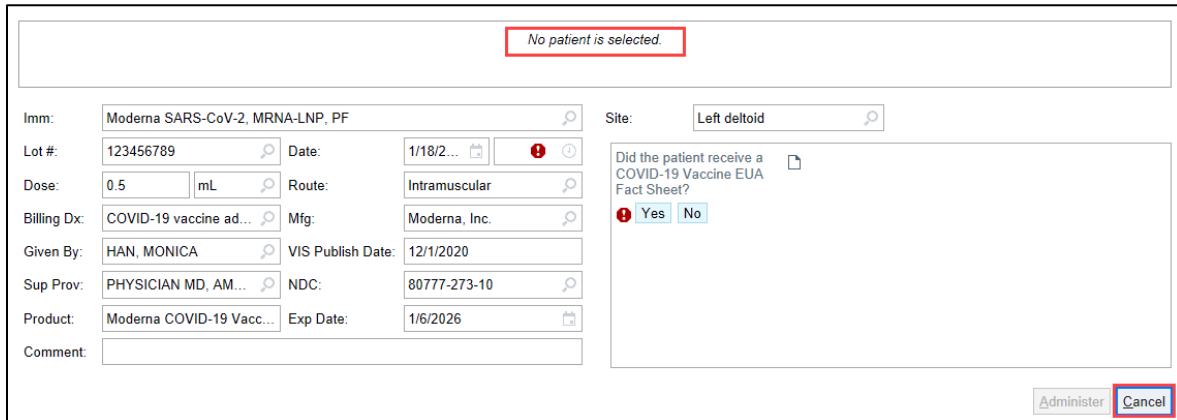 No patient is selected.
Imm: Moderna SARS-CoV-2, MRNA-LNP, PF Site: Left deltoid
Lot #: 123456789 Date: 1/18/2...
Did the patient receive a
COVID-19 Vaccine EUA
Fact Sheet?
Yes No
Dose: 0.5 mL Route: Intramuscular
Billing Dx: COVID-19 vaccine ad... Mfg: Moderna, Inc.
Given By: HAN, MONICA VIS Publish Date: 12/1/2020
Sup Prov: PHYSICIAN MD, AM... NDC: 80777-273-10
Product: Moderna COVID-19 Vacc... Exp Date: 1/6/2026
Comment:
Administer Cancel